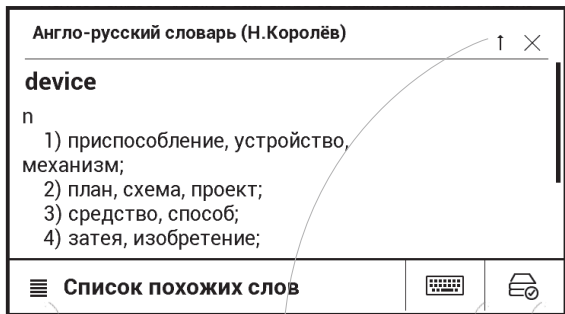 Англо-русский словарь (Н.Королёв)
device
n
1) приспособление, устройство,
механизм;
2) план, схема, проект;
3) средство, способ;
4) затея, изобретение;
Список похожих слов